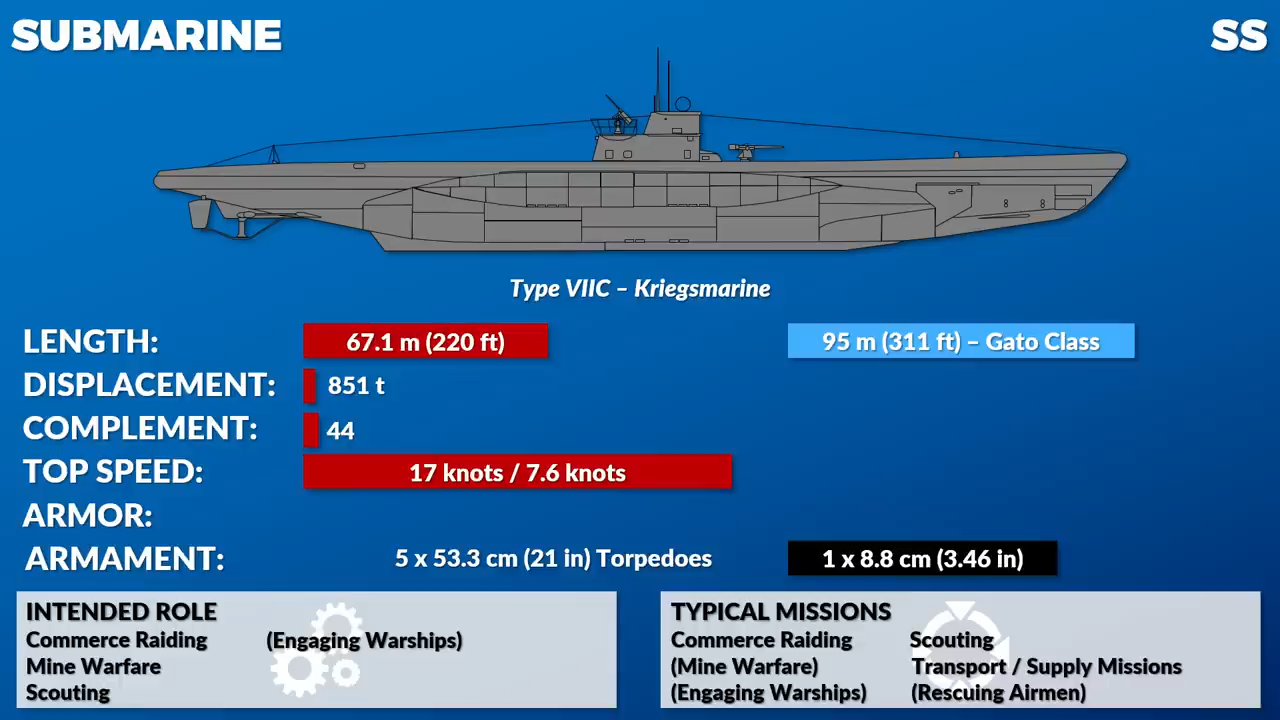 SUBMARINE
SS
Type VIIC – Kriegsmarine
LENGTH: 67.1 m (220 ft) 95 m (311 ft) – Gato Class
DISPLACEMENT: 851 t
COMPLEMENT: 44
TOP SPEED: 17 knots / 7.6 knots
ARMOR:
ARMAMENT: 5 x 53.3 cm (21 in) Torpedoes 1 x 8.8 cm (3.46 in)
INTENDED ROLE
Commerce Raiding (Engaging Warships)
Mine Warfare
Scouting
TYPICAL MISSIONS
Commerce Raiding Scouting
(Mine Warfare) Transport / Supply Missions
(Engaging Warships) (Rescuing Airmen)